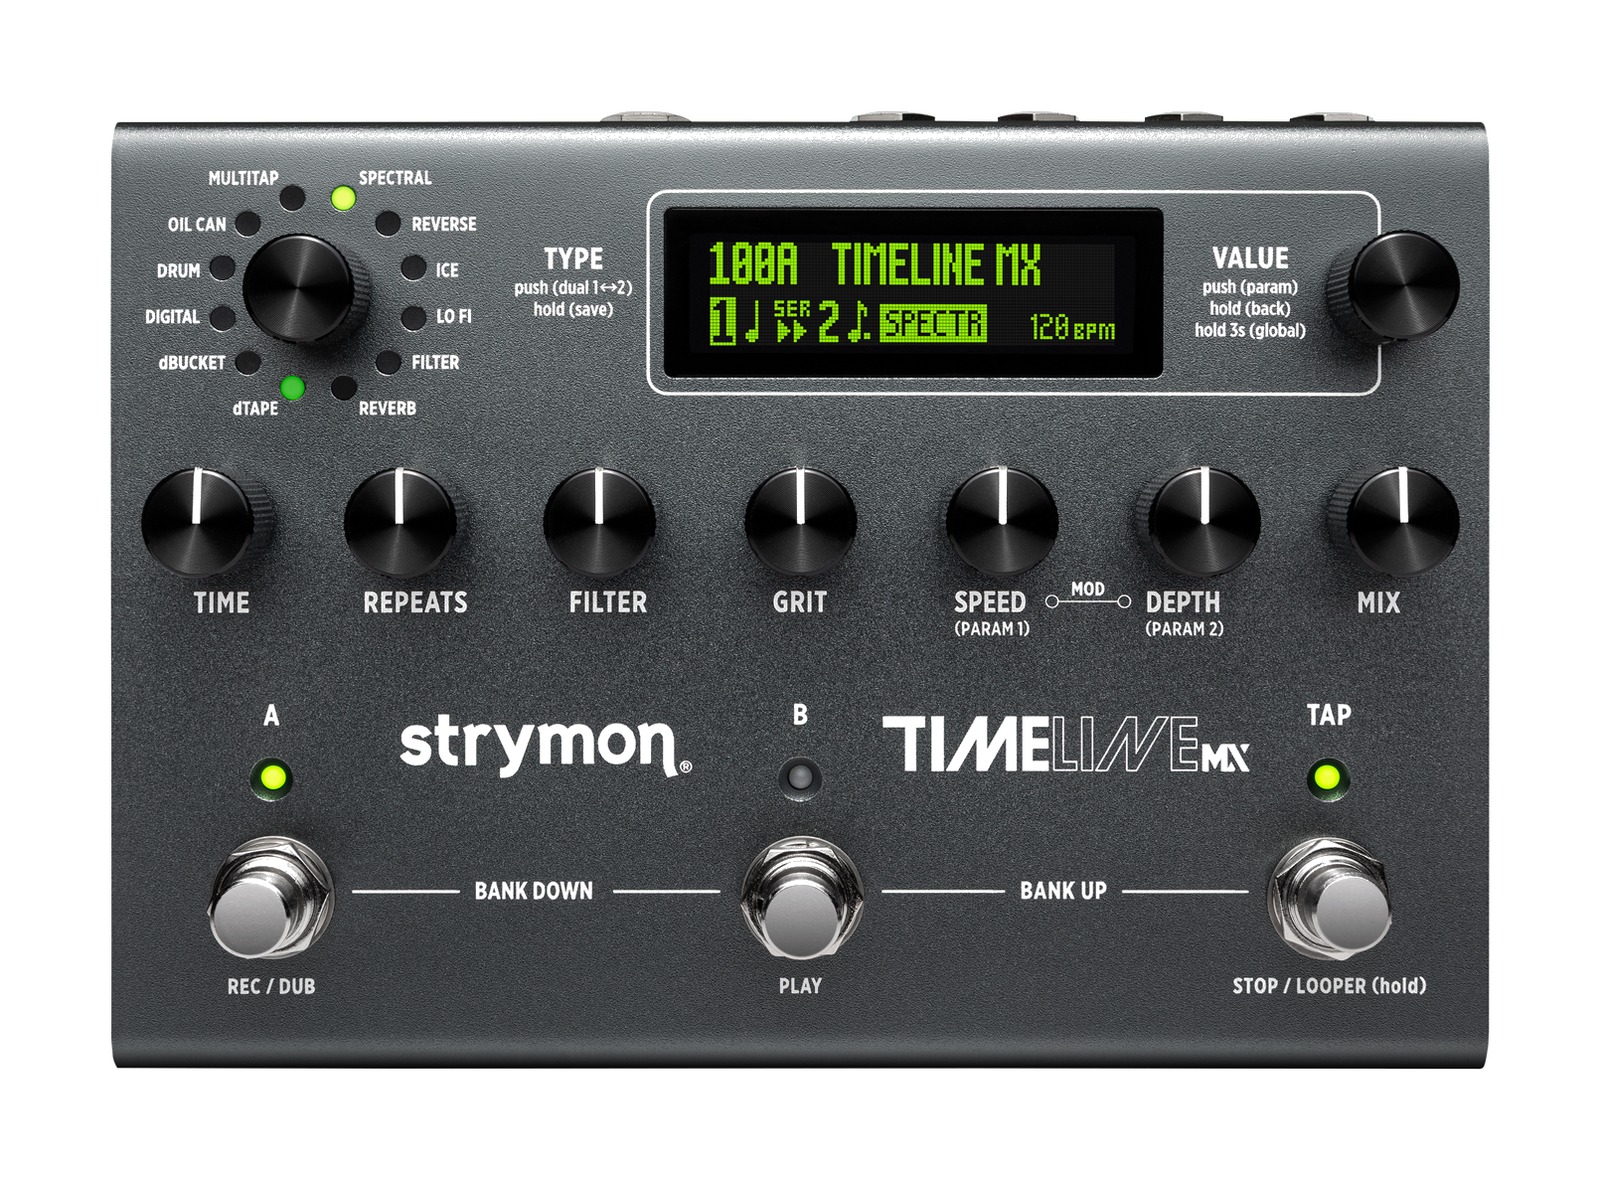 MULTITAP
SPECTRAL
OIL CAN
REVERSE
DRUM
ICE
DIGITAL
LO FI
dBUCKET
FILTER
dTAPE
REVERB
TYPE
push (dual 1↔2)
hold (save)
100A TIMELINE MX
1 ♩ SER 2 ♪. SPECTR 120 BPM
VALUE
push (param)
hold (back)
hold 3s (global)
TIME
REPEATS
FILTER
GRIT
SPEED
(PARAM 1)
MOD
DEPTH
(PARAM 2)
MIX
A
strymon®
B
TIMELINE MX
TAP
BANK DOWN
BANK UP
REC / DUB
PLAY
STOP / LOOPER (hold)